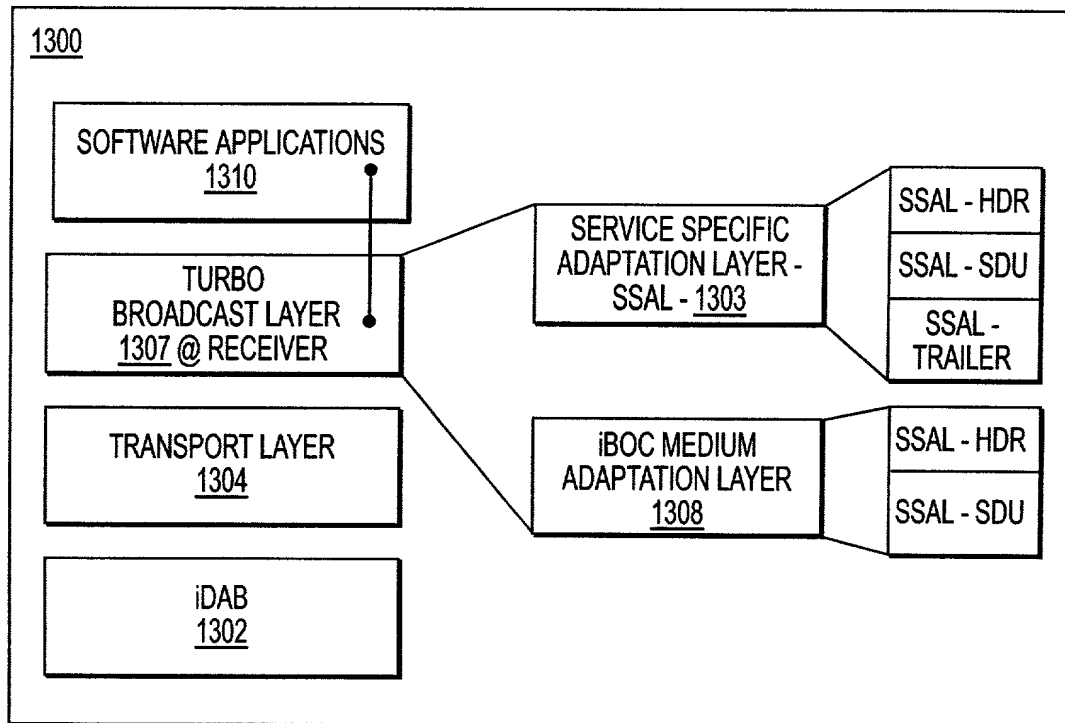 1300
SOFTWARE APPLICATIONS
1310
TURBO
BROADCAST LAYER
1307 @ RECEIVER
TRANSPORT LAYER
1304
iDAB
1302
SERVICE SPECIFIC
ADAPTATION LAYER -
SSAL - 1303
iBOC MEDIUM
ADAPTATION LAYER
1308
SSAL - HDR
SSAL - SDU
SSAL -
TRAILER
SSAL - HDR
SSAL - SDU